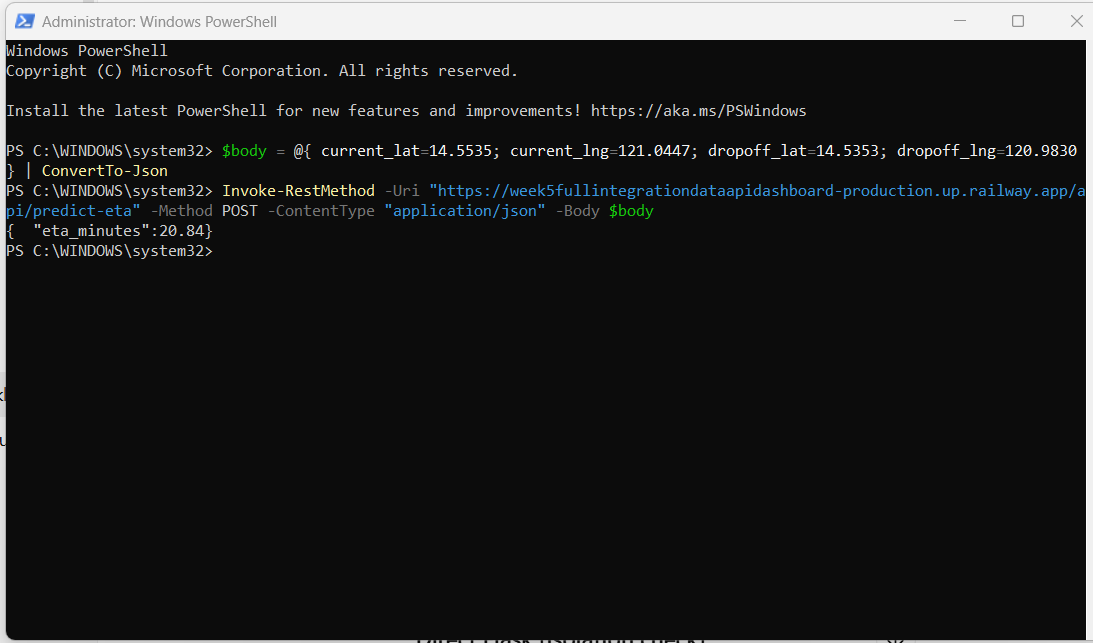 Administrator: Windows PowerShell
Windows PowerShell
Copyright (C) Microsoft Corporation. All rights reserved.
Install the latest PowerShell for new features and improvements! https://aka.ms/PSWindows
PS C:\WINDOWS\system32> $body = @{ current_lat=14.5535; current_lng=121.0447; dropoff_lat=14.5353; dropoff_lng=120.9830
} | ConvertTo-Json
PS C:\WINDOWS\system32> Invoke-RestMethod -Uri "https://week5fullintegrationdataapidashboard-production.up.railway.app/a
pi/predict-eta" -Method POST -ContentType "application/json" -Body $body
{  "eta_minutes":20.84}
PS C:\WINDOWS\system32>